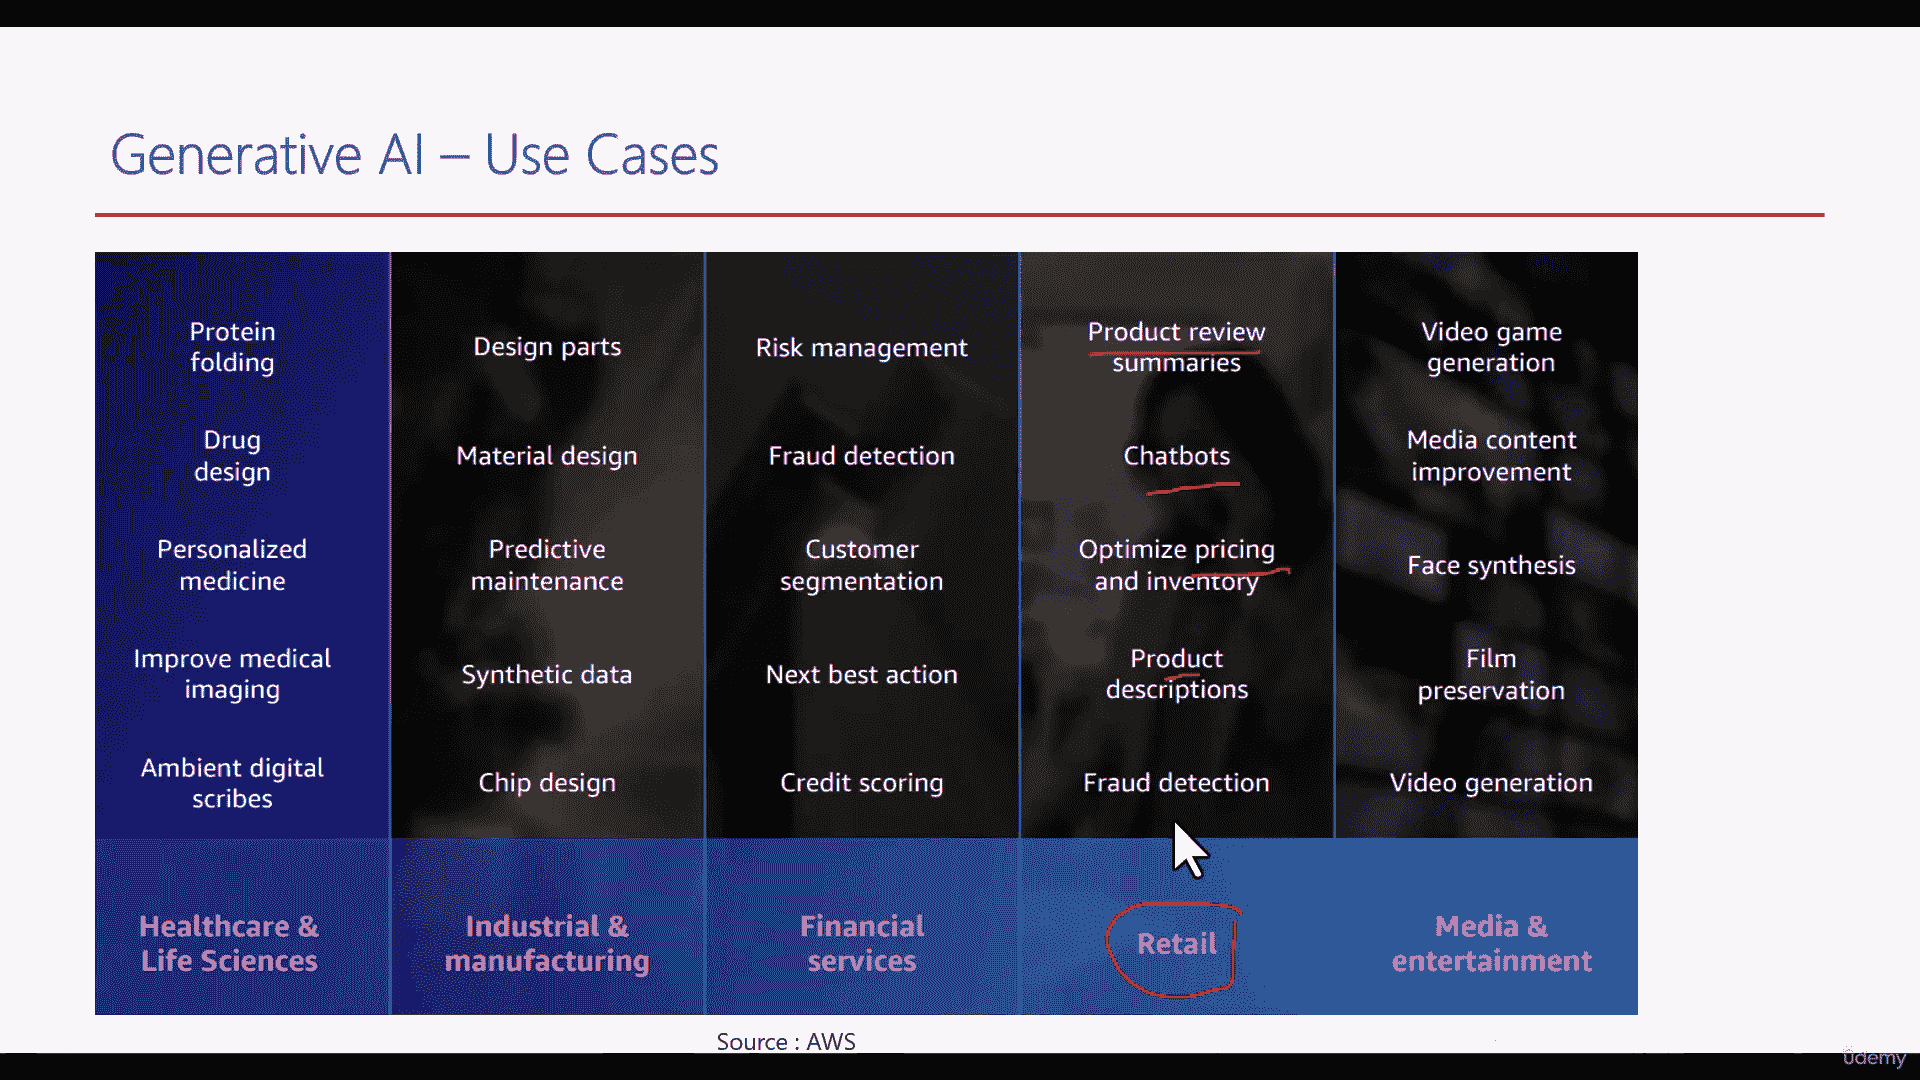 Generative AI – Use Cases
Protein
folding
Drug
design
Personalized
medicine
Improve medical
imaging
Ambient digital
scribes
Healthcare &
Life Sciences
Design parts
Material design
Predictive
maintenance
Synthetic data
Chip design
Industrial &
manufacturing
Risk management
Fraud detection
Customer
segmentation
Next best action
Credit scoring
Financial
services
Product review
summaries
Chatbots
Optimize pricing
and inventory
Product
descriptions
Fraud detection
Retail
Video game
generation
Media content
improvement
Face synthesis
Film
preservation
Video generation
Media &
entertainment
Source : AWS
ûdemy